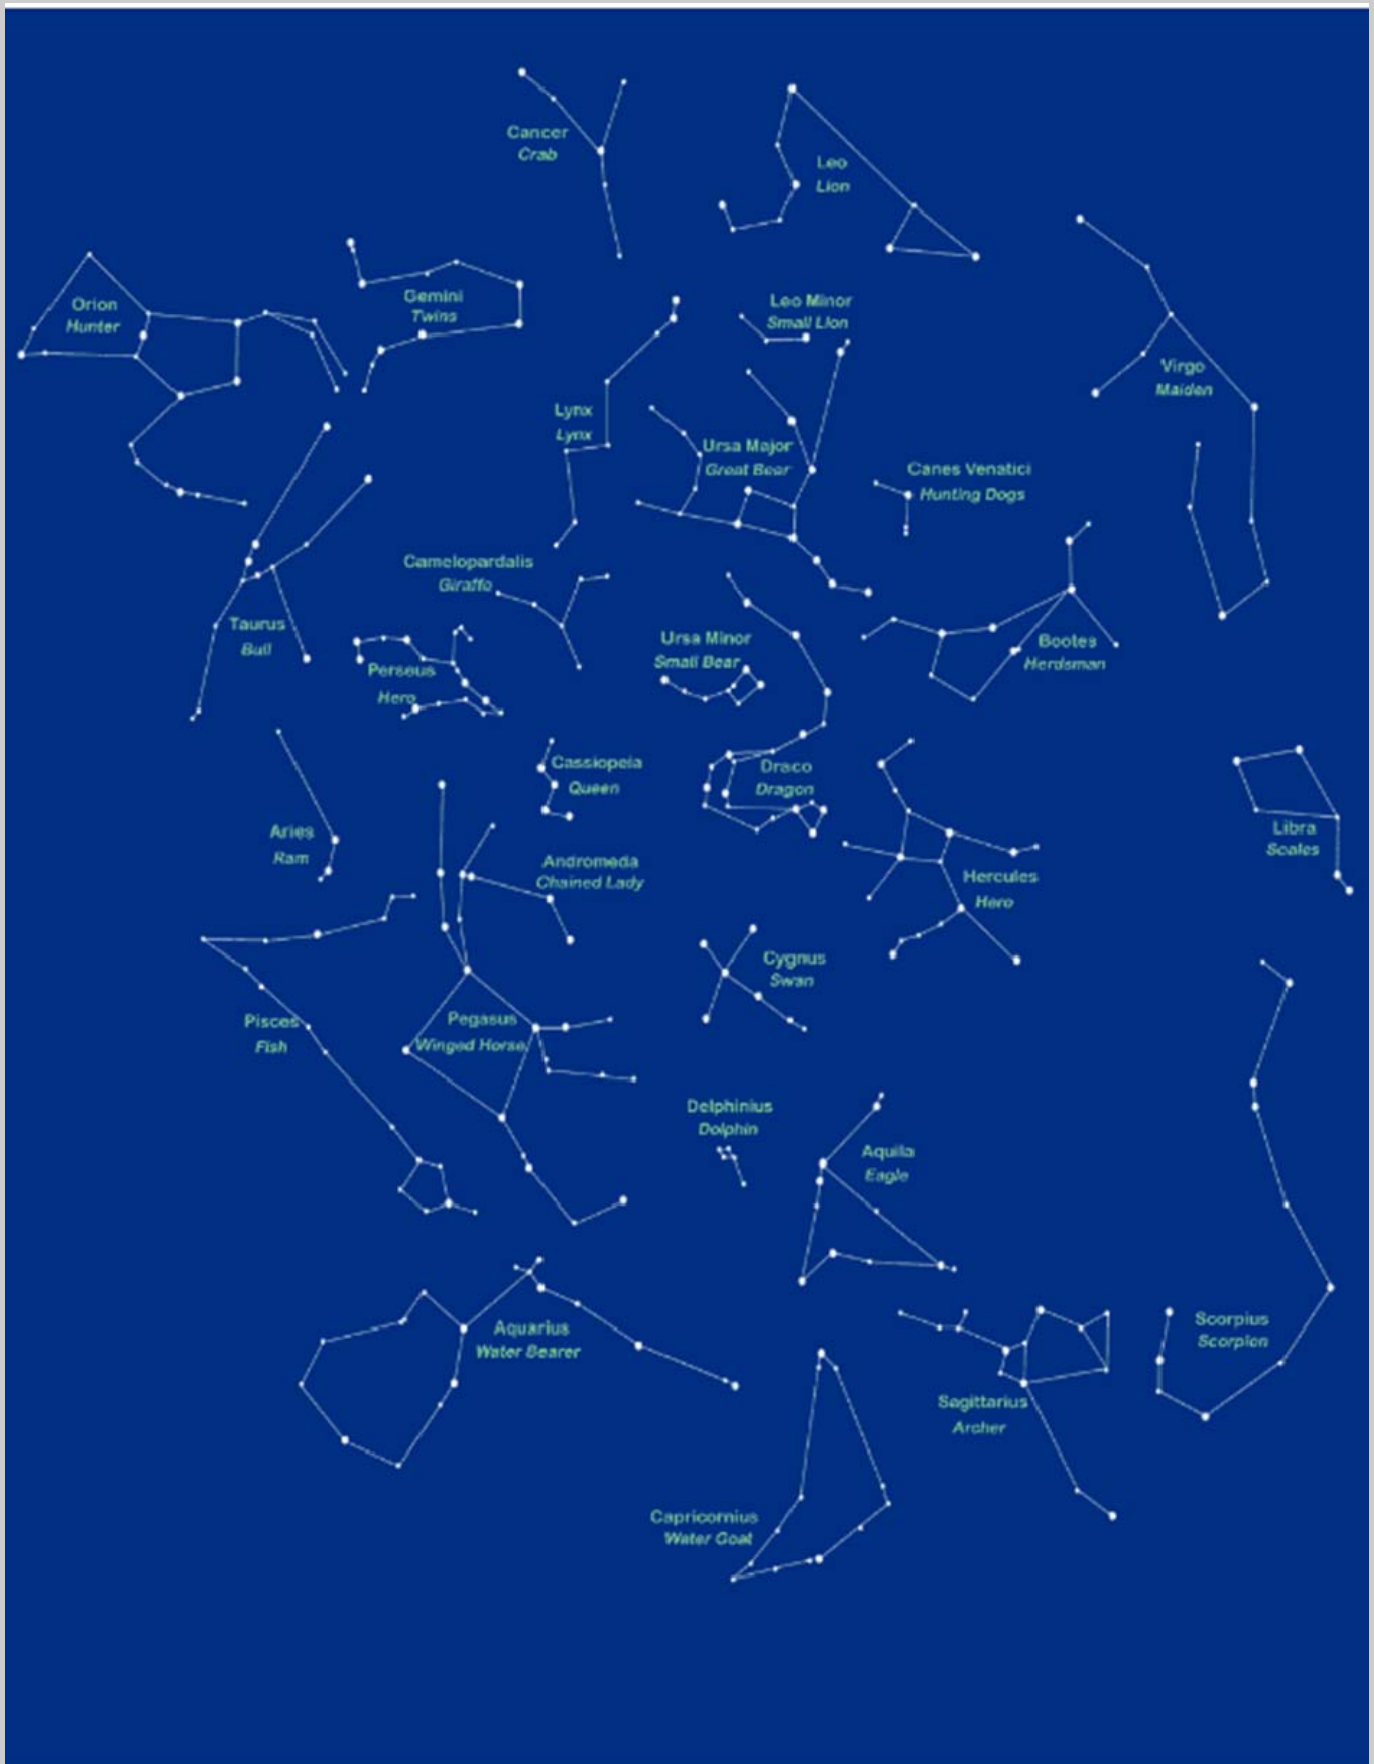 Cancer
Crab
Leo
Lion
Orion
Hunter
Gemini
Twins
Leo Minor
Small Lion
Virgo
Maiden
Lynx
Lynx
Ursa Major
Great Bear
Canes Venatici
Hunting Dogs
Camelopardalis
Giraffe
Taurus
Bull
Perseus
Hero
Ursa Minor
Small Bear
Bootes
Herdsman
Cassiopeia
Queen
Draco
Dragon
Aries
Ram
Libra
Scales
Andromeda
Chained Lady
Hercules
Hero
Cygnus
Swan
Pisces
Fish
Pegasus
Winged Horse
Delphinius
Dolphin
Aquila
Eagle
Aquarius
Water Bearer
Scorpius
Scorpion
Sagittarius
Archer
Capricornius
Water Goat